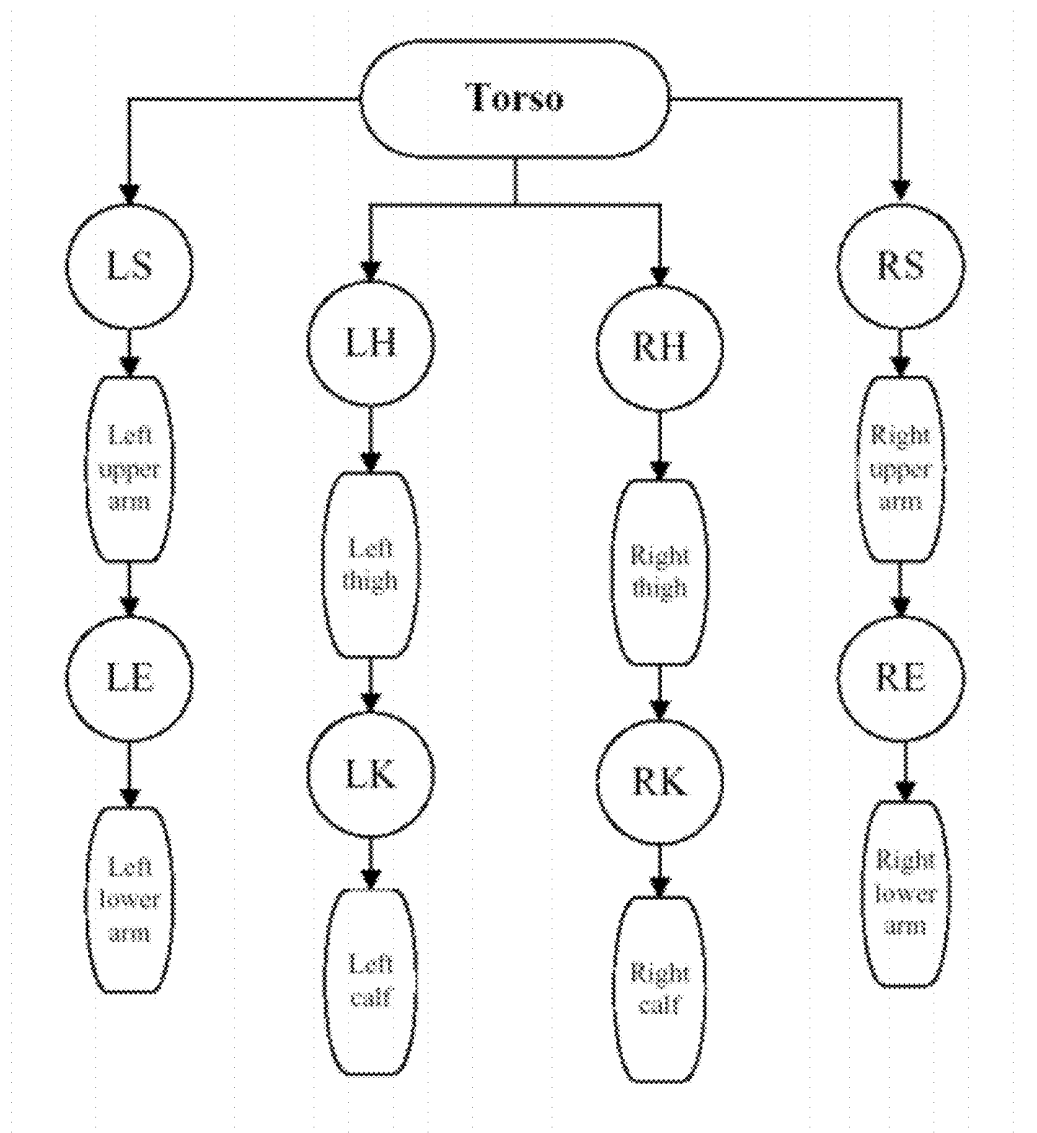 Torso
LS
LH
RH
RS
Left
upper
arm
Left
thigh
Right
thigh
Right
upper
arm
LE
LK
RK
RE
Left
lower
arm
Left
calf
Right
calf
Right
lower
arm